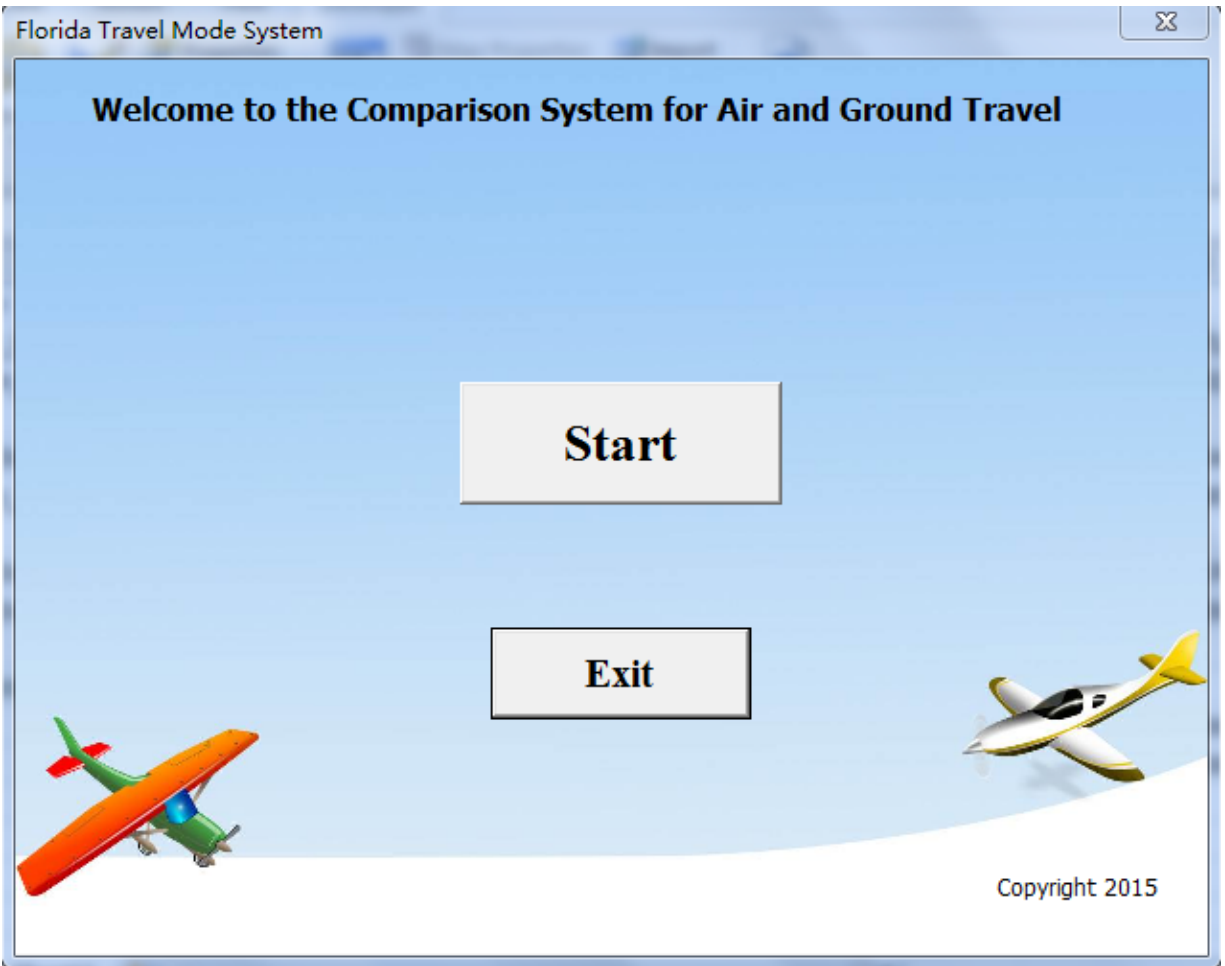 Florida Travel Mode System
Welcome to the Comparison System for Air and Ground Travel
Start
Exit
Copyright 2015